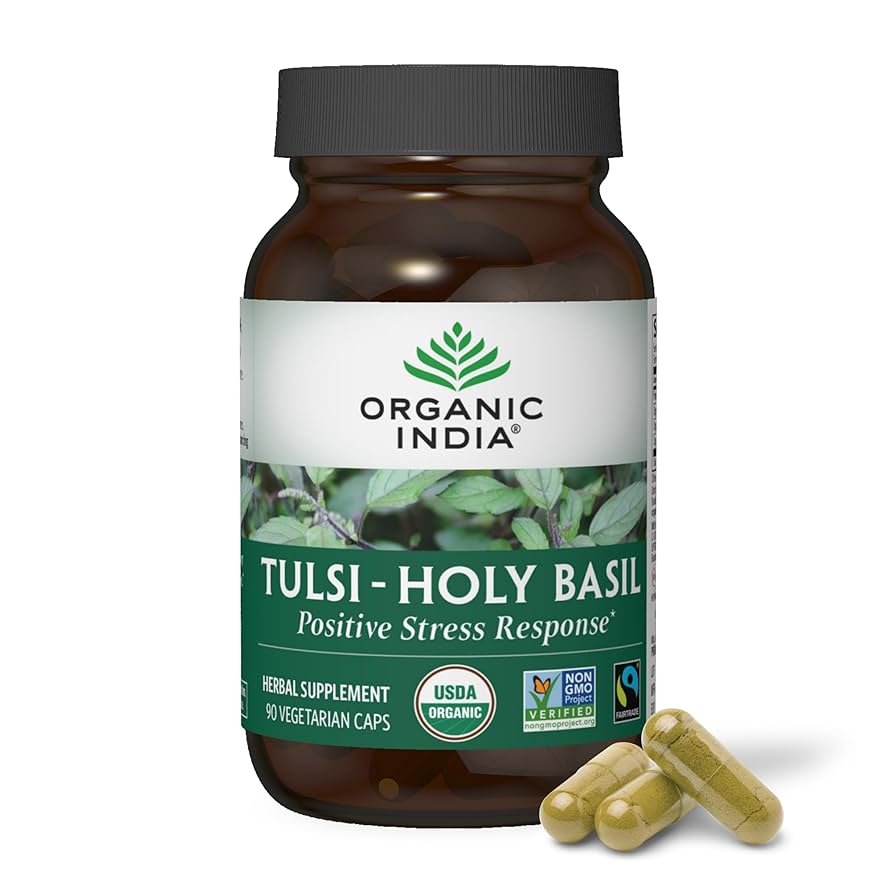 ORGANIC
INDIA®
TULSI - HOLY BASIL
Positive Stress Response*
HERBAL SUPPLEMENT
90 VEGETARIAN CAPS
USDA
ORGANIC
NON
GMO
Project
VERIFIED
nongmoproject.org
FAIRTRADE